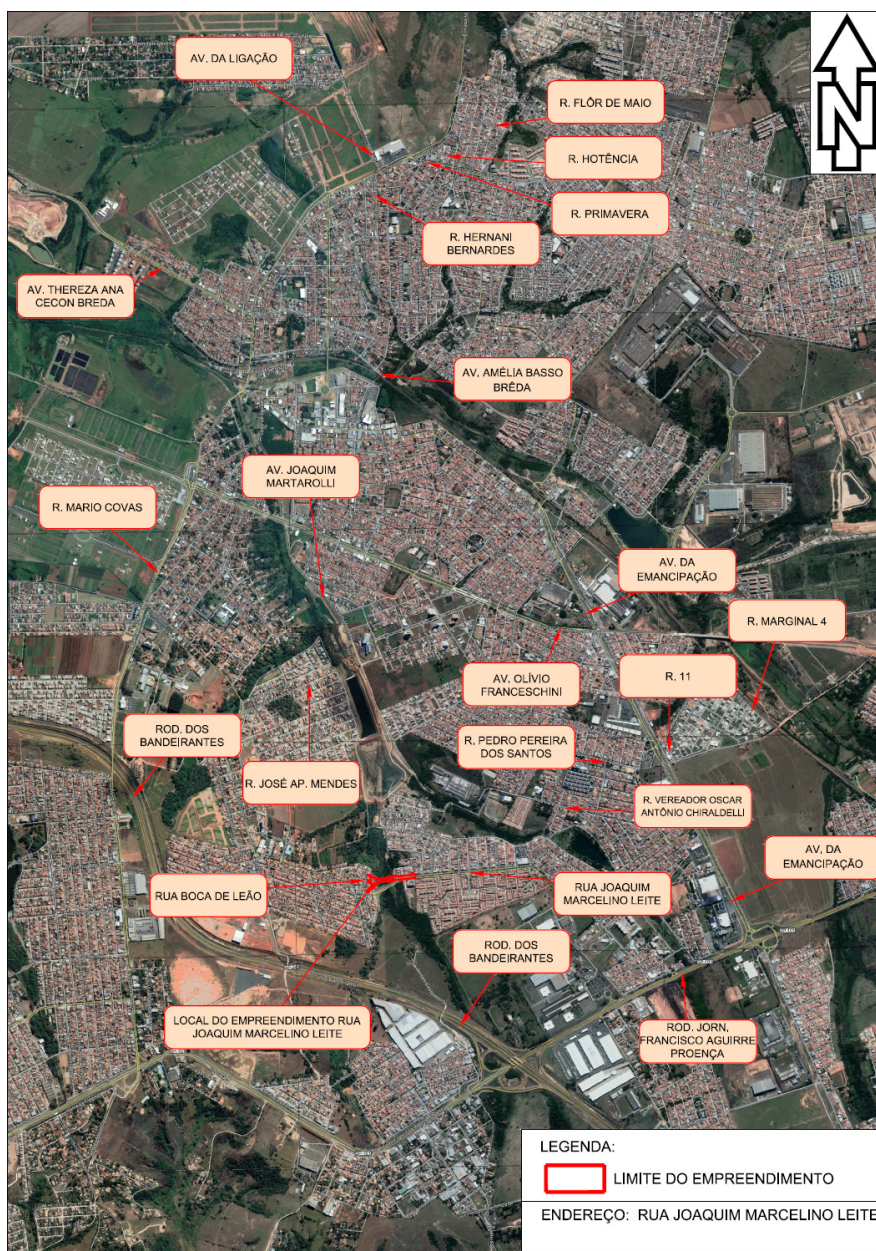 AV. DA LIGAÇÃO
N
R. FLÔR DE MAIO
R. HOTÊNCIA
R. PRIMAVERA
R. HERNANI
BERNARDES
AV. THEREZA ANA
CECON BREDA
AV. AMÉLIA BASSO
BRÊDA
AV. JOAQUIM
MARTAROLLI
R. MARIO COVAS
AV. DA
EMANCIPAÇÃO
R. MARGINAL 4
AV. OLÍVIO
FRANCESCHINI
R. 11
ROD. DOS
BANDEIRANTES
R. PEDRO PEREIRA
DOS SANTOS
R. JOSÉ AP. MENDES
R. VEREADOR OSCAR
ANTÔNIO CHIRALDELLI
AV. DA
EMANCIPAÇÃO
RUA BOCA DE LEÃO
RUA JOAQUIM
MARCELINO LEITE
ROD. DOS
BANDEIRANTES
LOCAL DO EMPREENDIMENTO RUA
JOAQUIM MARCELINO LEITE
ROD. JORN,
FRANCISCO AGUIRRE
PROENÇA
LEGENDA:
LIMITE DO EMPREENDIMENTO
ENDEREÇO: RUA JOAQUIM MARCELINO LEITE